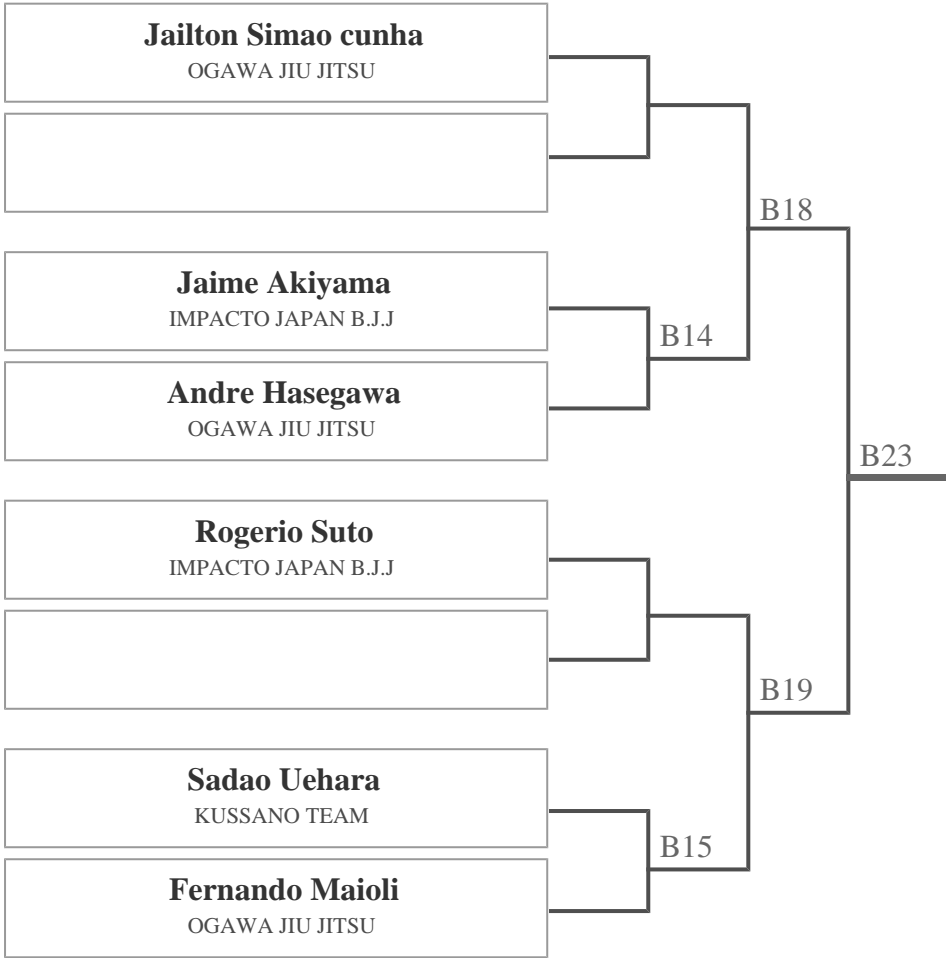 Jailton Simao cunha
OGAWA JIU JITSU
B18
Jaime Akiyama
IMPACTO JAPAN B.J.J
B14
Andre Hasegawa
OGAWA JIU JITSU
B23
Rogerio Suto
IMPACTO JAPAN B.J.J
B19
Sadao Uehara
KUSSANO TEAM
B15
Fernando Maioli
OGAWA JIU JITSU